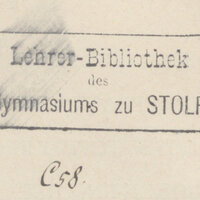 Lehrer-Bibliothek
des
ymnasiums zu STOLP
C58.